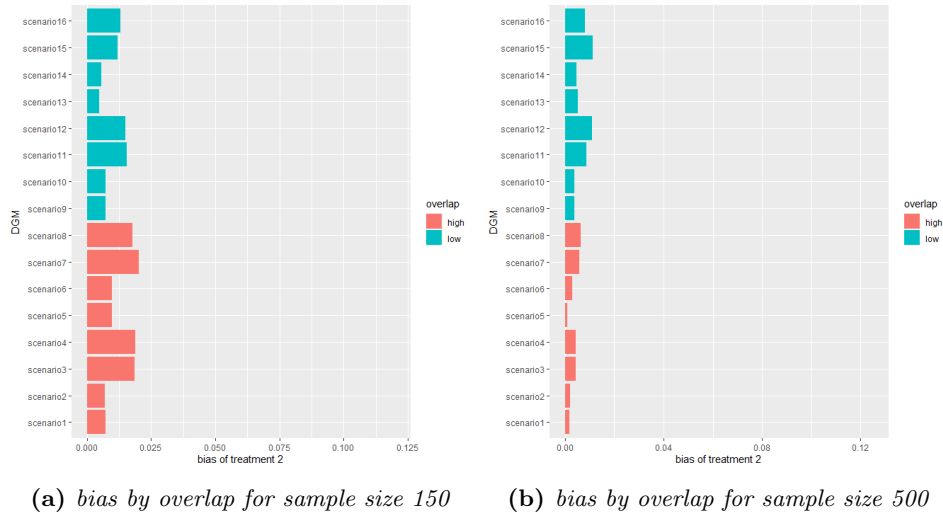 scenario16
scenario15
scenario14
scenario13
scenario12
scenario11
scenario10
scenario9
scenario8
scenario7
scenario6
scenario5
scenario4
scenario3
scenario2
scenario1
DGM
0.000 0.025 0.050 0.075 0.100 0.125
bias of treatment 2
overlap
high
low
(a) bias by overlap for sample size 150
scenario16
scenario15
scenario14
scenario13
scenario12
scenario11
scenario10
scenario9
scenario8
scenario7
scenario6
scenario5
scenario4
scenario3
scenario2
scenario1
DGM
0.00 0.04 0.08 0.12
bias of treatment 2
overlap
high
low
(b) bias by overlap for sample size 500